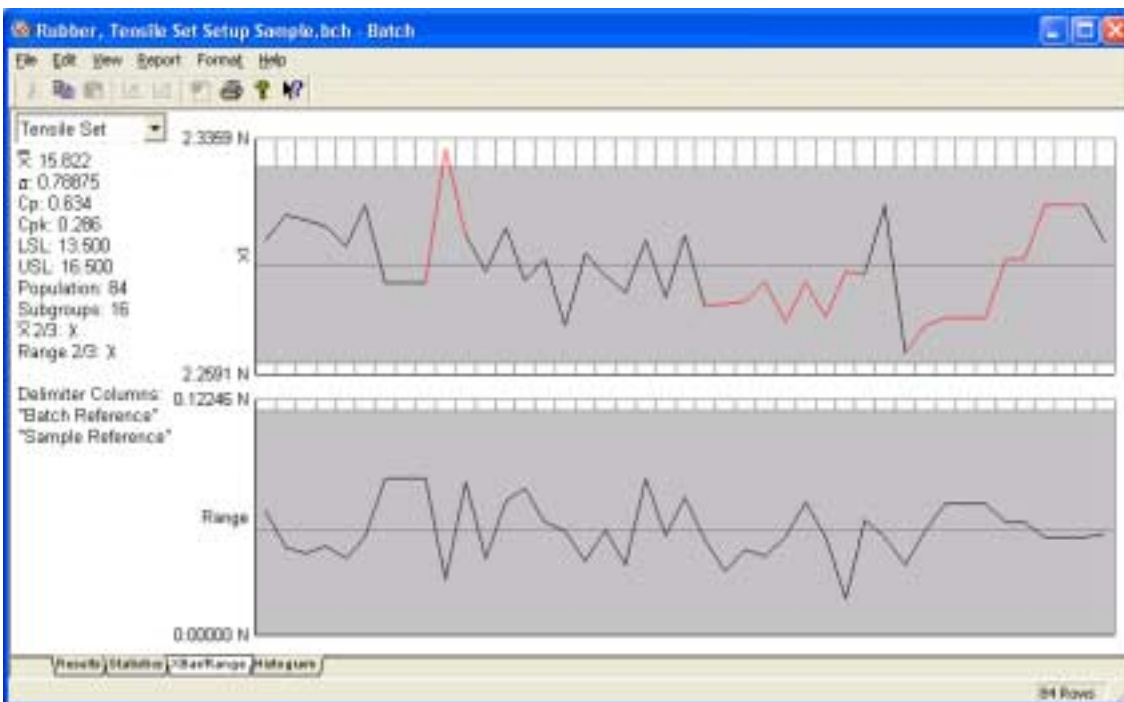 Rubber, Tensile Set Setup Sample.bch - Batch
File Edit View Report Format Help
Tensile Set
X: 15.822
σ: 0.78875
Cp: 0.634
Cpk: 0.286
LSL: 13.500
USL: 16.500
Population: 84
Subgroups: 16
X 2/3: X
Range 2/3: X
Delimiter Columns:
"Batch Reference"
"Sample Reference"
2.3369 N
X
2.2591 N
0.12246 N
Range
0.00000 N
Results Statistics XBar/Range Histogram
84 Rows